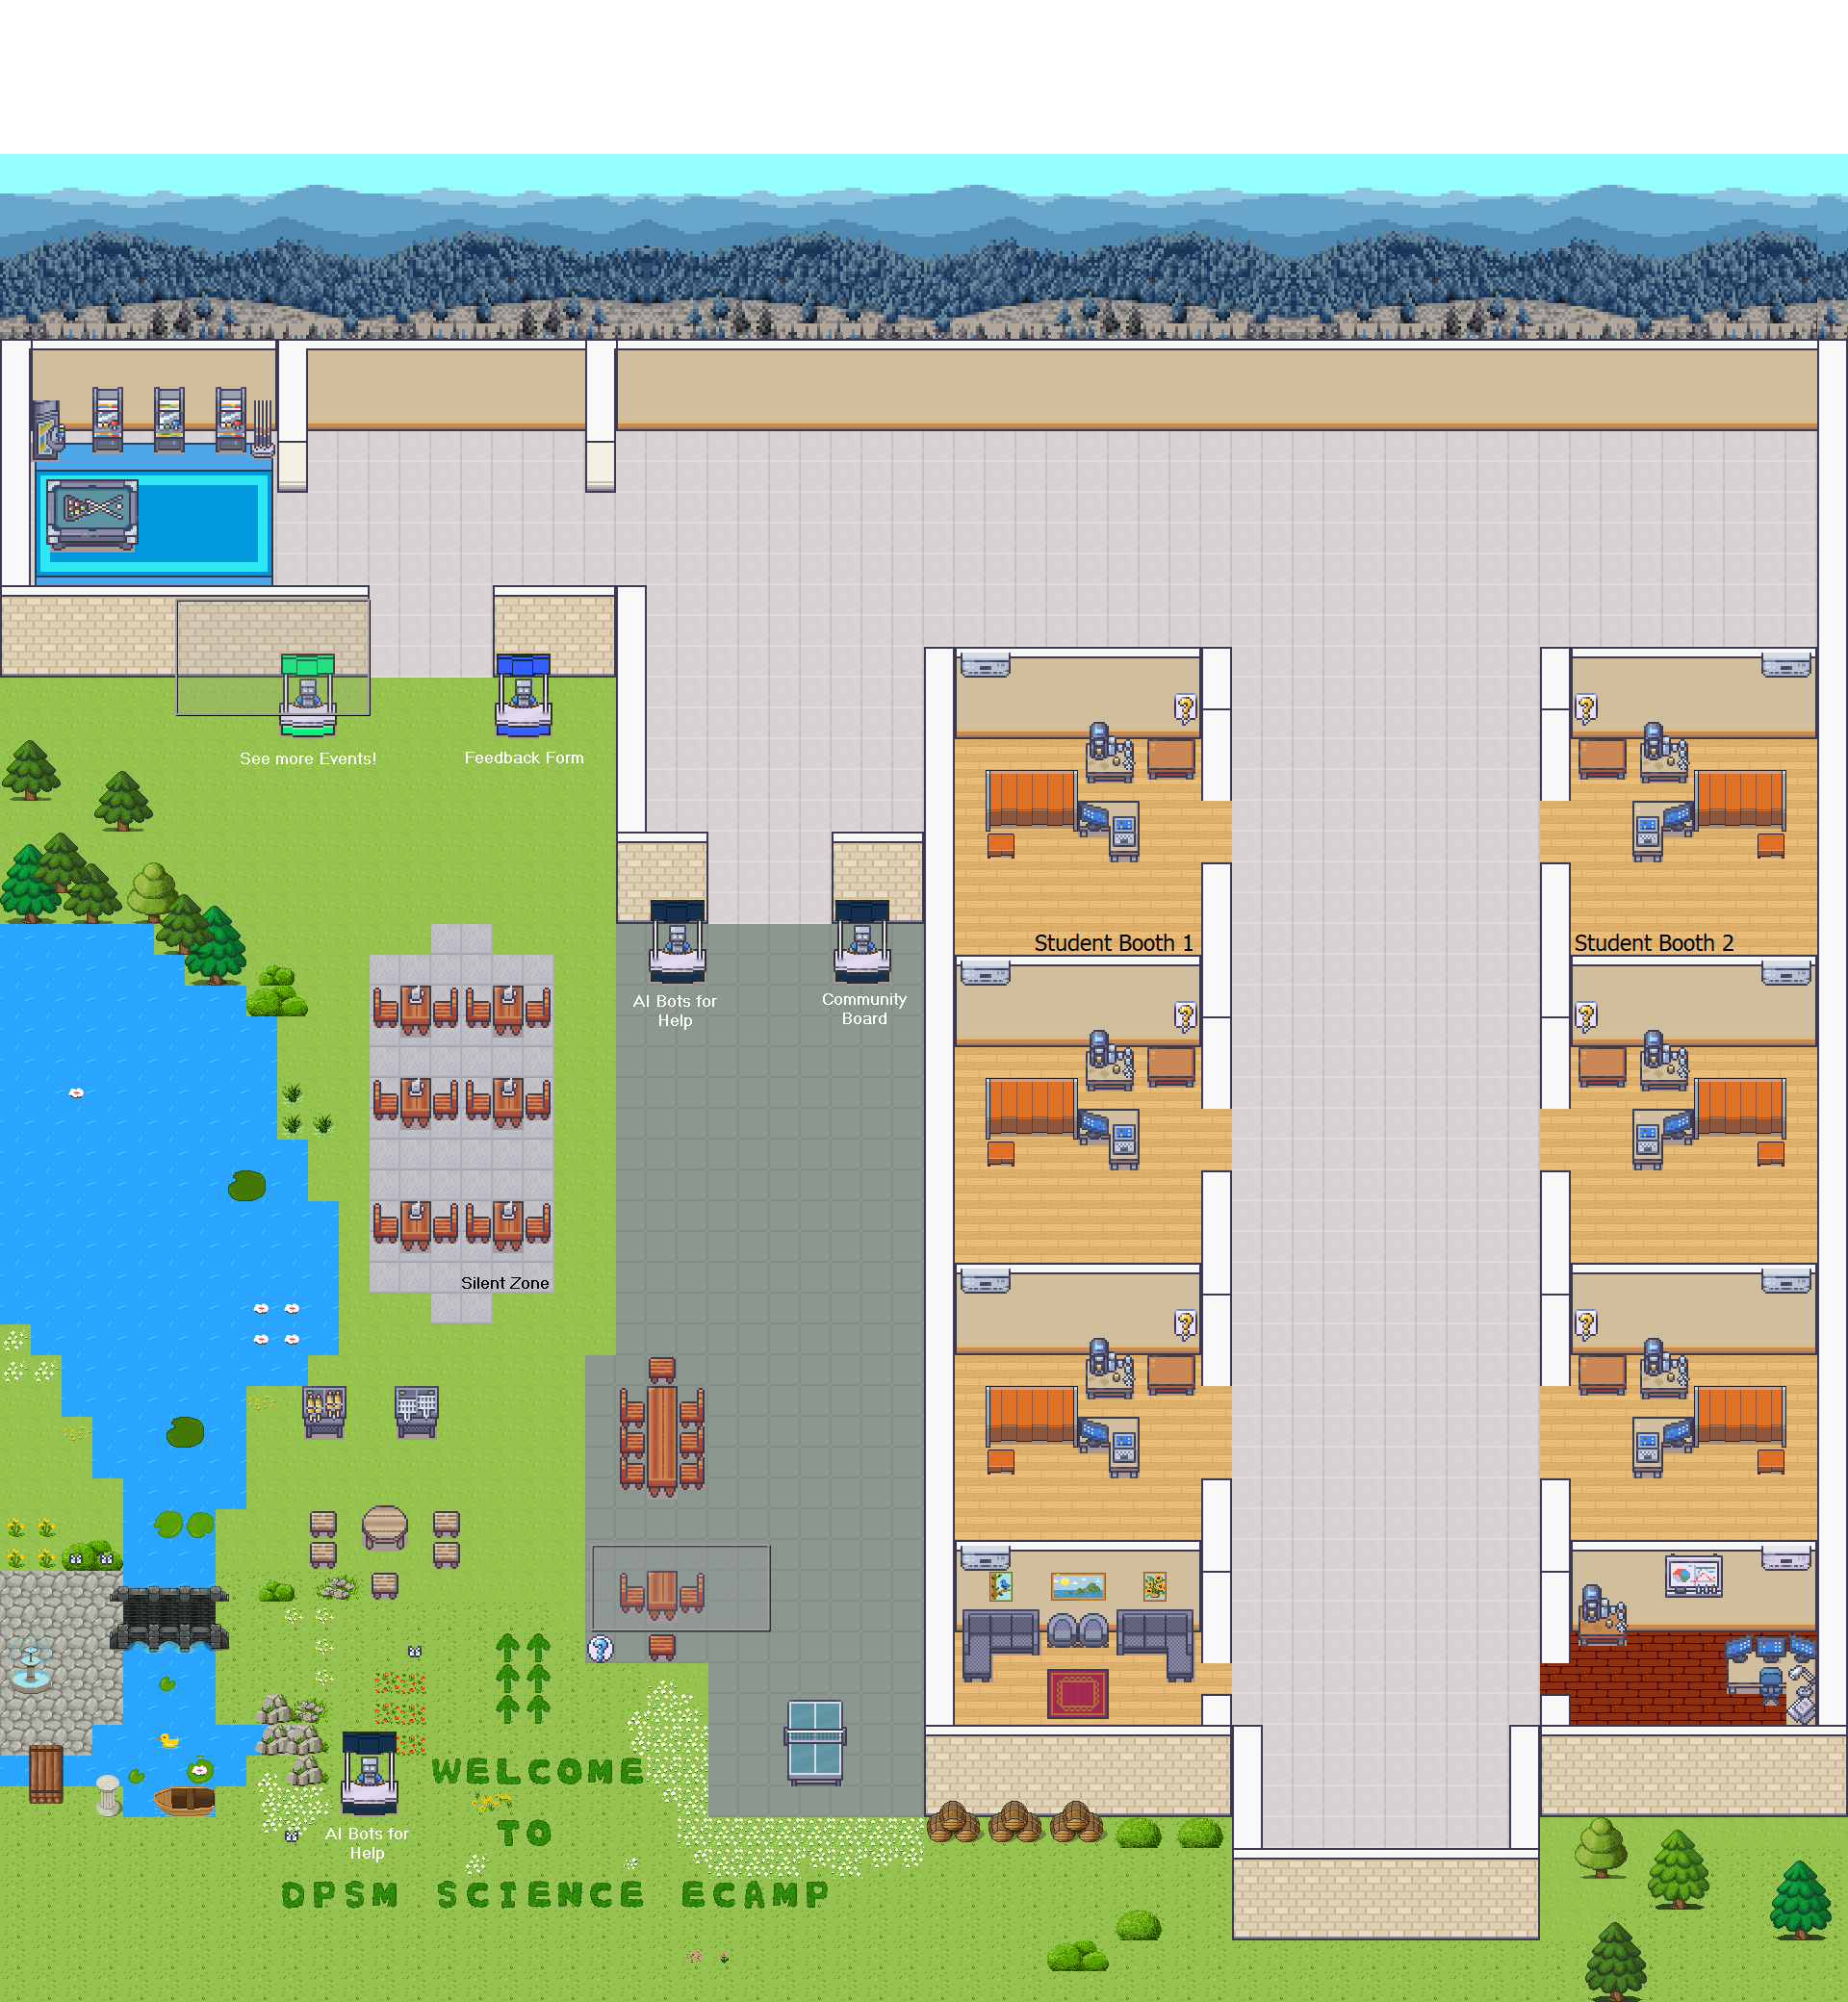 See more Events!
Feedback Form
Student Booth 1
Student Booth 2
AI Bots for
Help
Community
Board
Silent Zone
WELCOME
TO
AI Bots for
Help
DPSM SCIENCE ECAMP